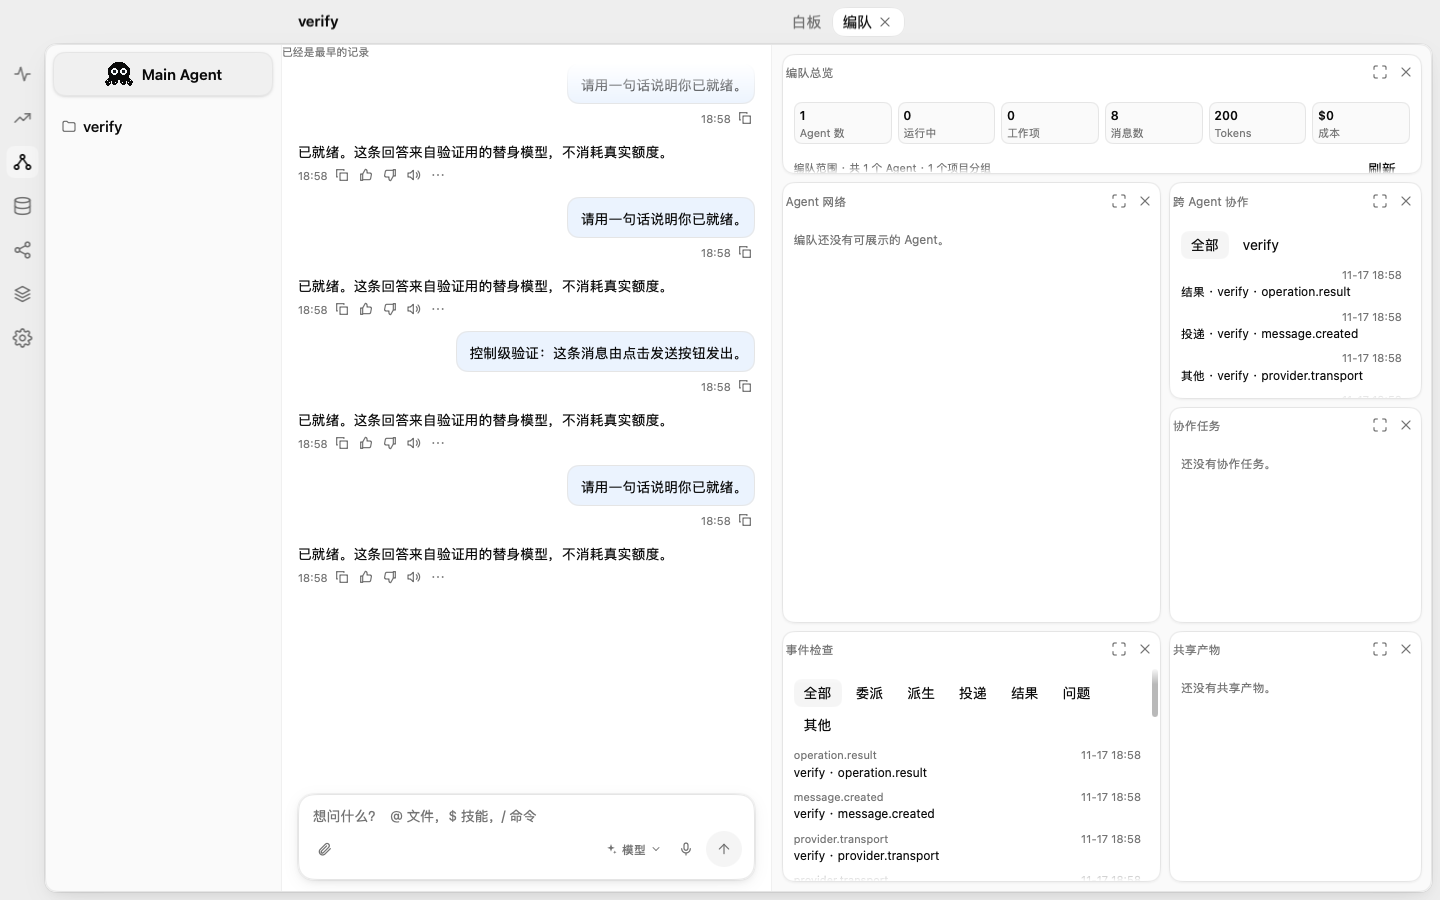 verify
白板
编队
Main Agent
verify
已经是最早的记录
请用一句话说明你已就绪。
18:58
已就绪。这条回答来自验证用的替身模型，不消耗真实额度。
18:58
请用一句话说明你已就绪。
18:58
已就绪。这条回答来自验证用的替身模型，不消耗真实额度。
18:58
控制级验证：这条消息由点击发送按钮发出。
18:58
已就绪。这条回答来自验证用的替身模型，不消耗真实额度。
18:58
请用一句话说明你已就绪。
18:58
已就绪。这条回答来自验证用的替身模型，不消耗真实额度。
18:58
想问什么？ @ 文件，$ 技能，/ 命令
模型
编队总览
1
Agent 数
0
运行中
0
工作项
8
消息数
200
Tokens
$0
成本
编队范围 · 共 1 个 Agent · 1 个项目分组
刷新
Agent 网络
编队还没有可展示的 Agent。
跨 Agent 协作
全部 verify
11-17 18:58
结果 · verify · operation.result
11-17 18:58
投递 · verify · message.created
11-17 18:58
其他 · verify · provider.transport
协作任务
还没有协作任务。
事件检查
全部 委派 派生 投递 结果 问题
其他
operation.result 11-17 18:58
verify · operation.result
message.created 11-17 18:58
verify · message.created
provider.transport 11-17 18:58
verify · provider.transport
共享产物
还没有共享产物。